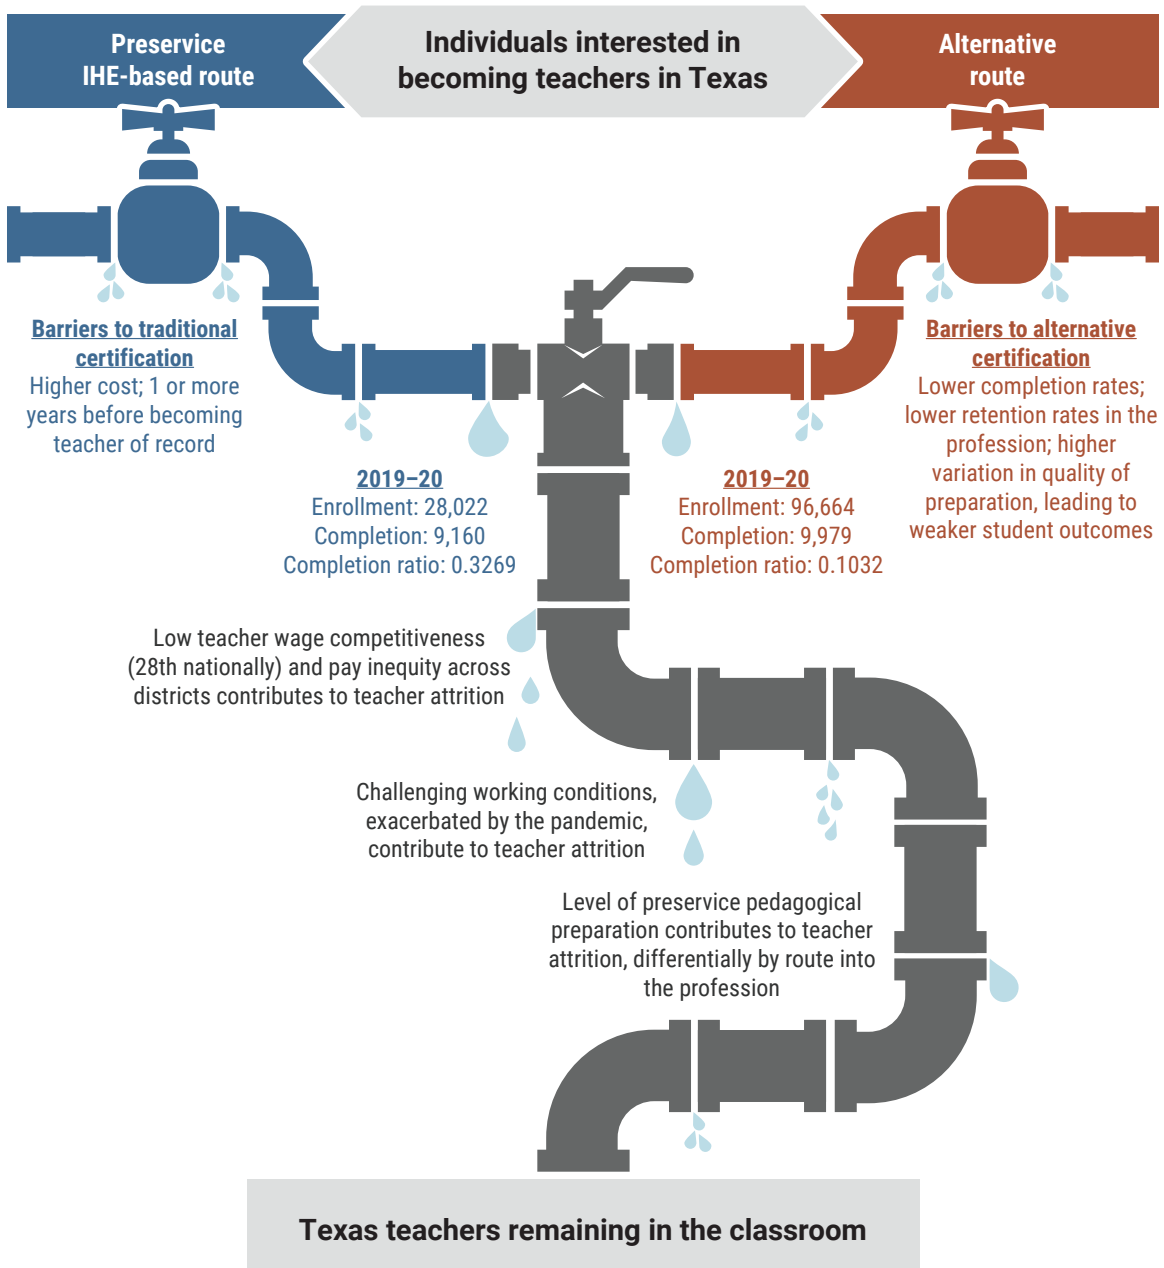 Preservice
IHE-based route
Individuals interested in
becoming teachers in Texas
Alternative
route
Barriers to traditional
certification
Higher cost; 1 or more
years before becoming
teacher of record
Barriers to alternative
certification
Lower completion rates;
lower retention rates in the
profession; higher
variation in quality of
preparation, leading to
weaker student outcomes
2019–20
Enrollment: 28,022
Completion: 9,160
Completion ratio: 0.3269
2019–20
Enrollment: 96,664
Completion: 9,979
Completion ratio: 0.1032
Low teacher wage competitiveness
(28th nationally) and pay inequity across
districts contributes to teacher attrition
Challenging working conditions,
exacerbated by the pandemic,
contribute to teacher attrition
Level of preservice pedagogical
preparation contributes to teacher
attrition, differentially by route into
the profession
Texas teachers remaining in the classroom